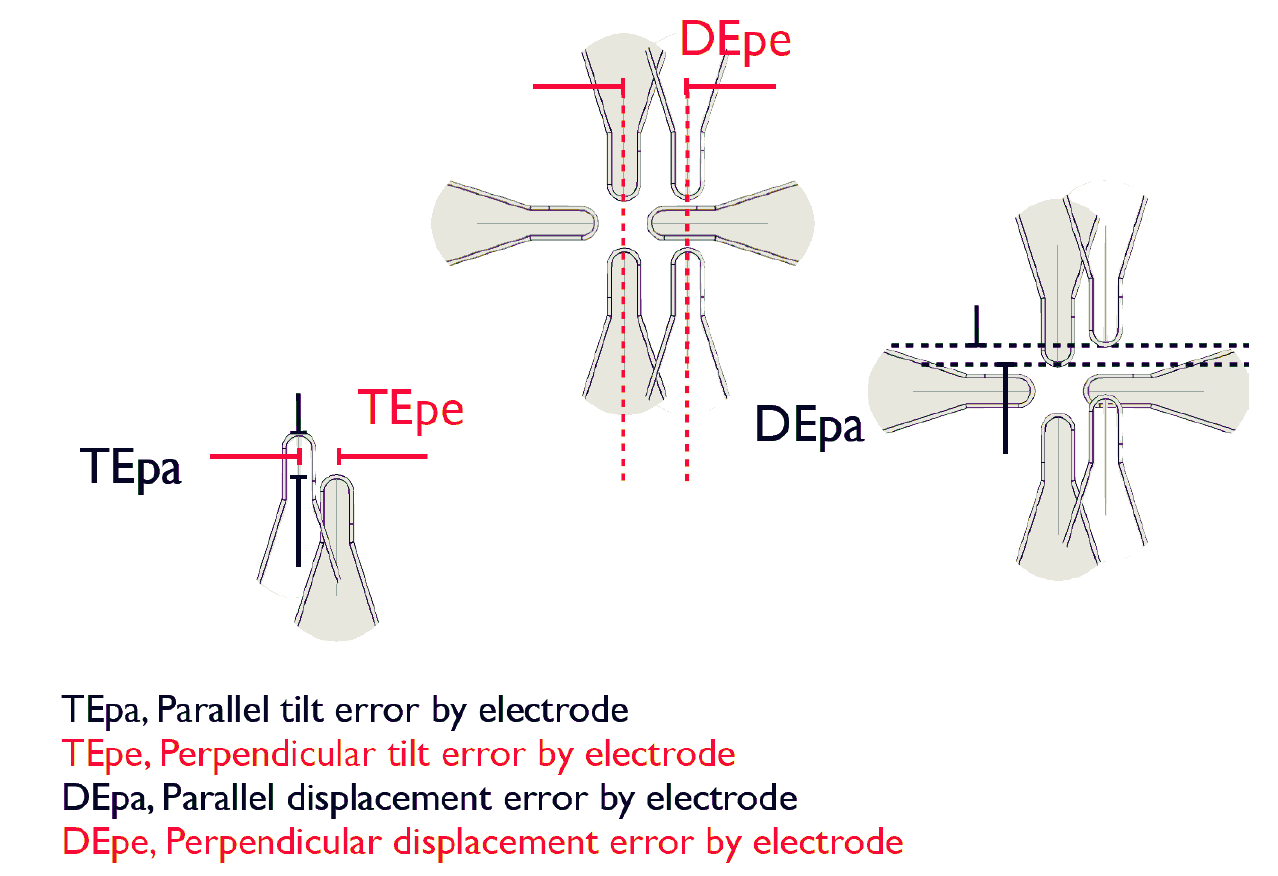 DEpe
TEpe
TEpa
DEpa
TEpa, Parallel tilt error by electrode
TEpe, Perpendicular tilt error by electrode
DEpa, Parallel displacement error by electrode
DEpe, Perpendicular displacement error by electrode